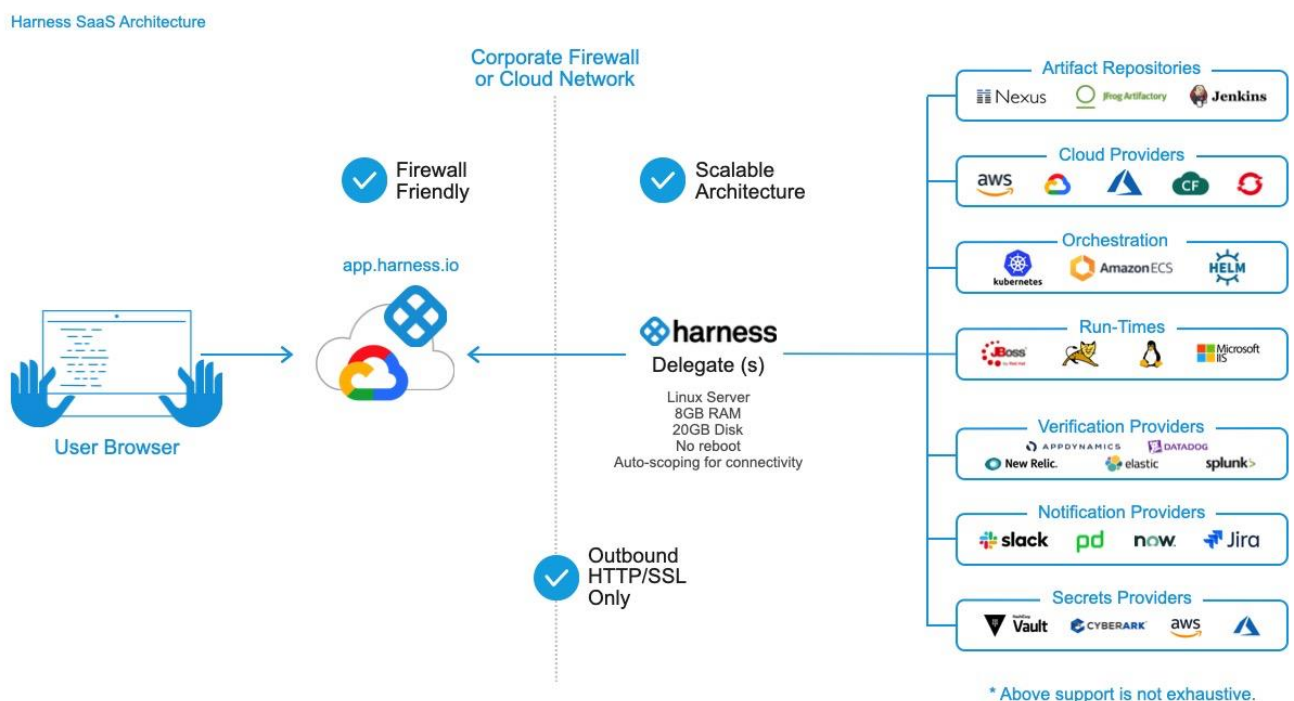 Harness SaaS Architecture
Corporate Firewall
or Cloud Network
Firewall
Friendly
Scalable
Architecture
app.harness.io
User Browser
harness
Delegate (s)
Linux Server
8GB RAM
20GB Disk
No reboot
Auto-scoping for connectivity
Outbound
HTTP/SSL
Only
Artifact Repositories
Nexus
JFrog Artifactory
Jenkins
Cloud Providers
aws
CF
Orchestration
kubernetes
Amazon ECS
HELM
Run-Times
JBoss
by Red Hat
Microsoft
IIS
Verification Providers
APPDYNAMICS
DATADOG
New Relic.
elastic
splunk>
Notification Providers
slack
pd
now.
Jira
Secrets Providers
HashiCorp
Vault
CYBERARK
aws
* Above support is not exhaustive.